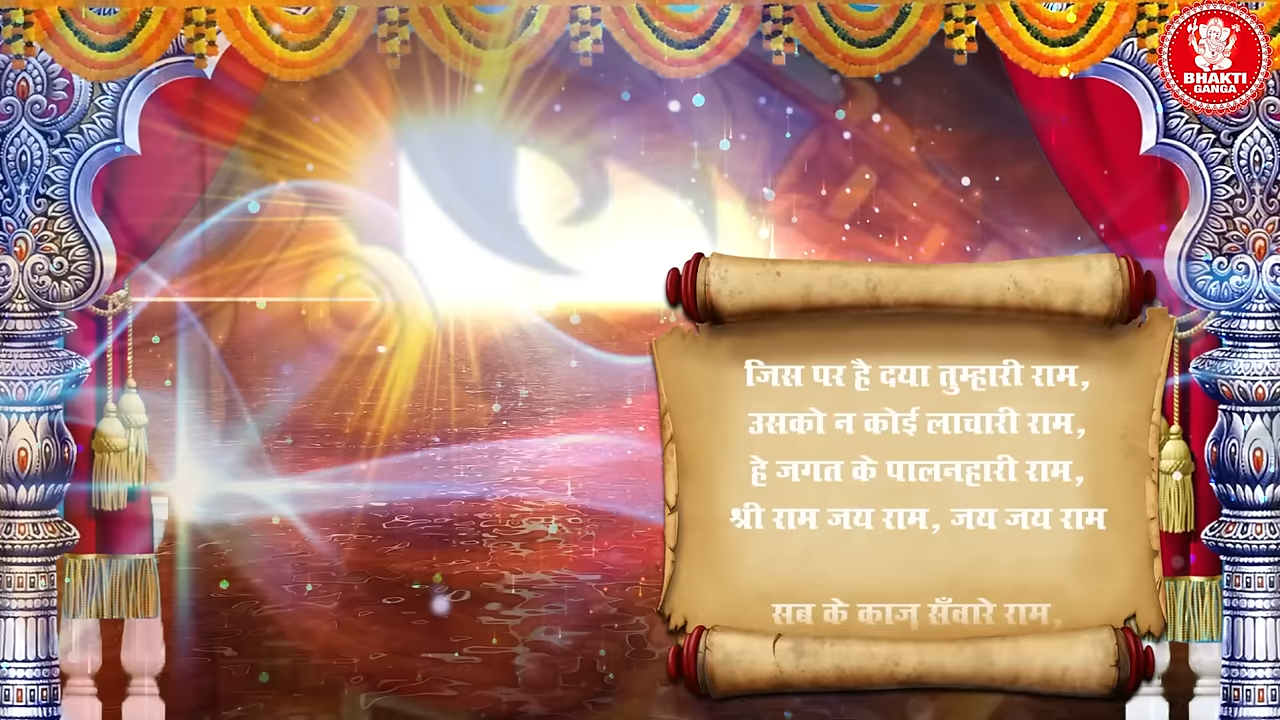 BHAKTI
GANGA
जिस पर है दया तुम्हारी राम,
उसको न कोई लाचारी राम,
हे जगत के पालनहारी राम,
श्री राम जय राम, जय जय राम
सब के काज सँवारे राम,